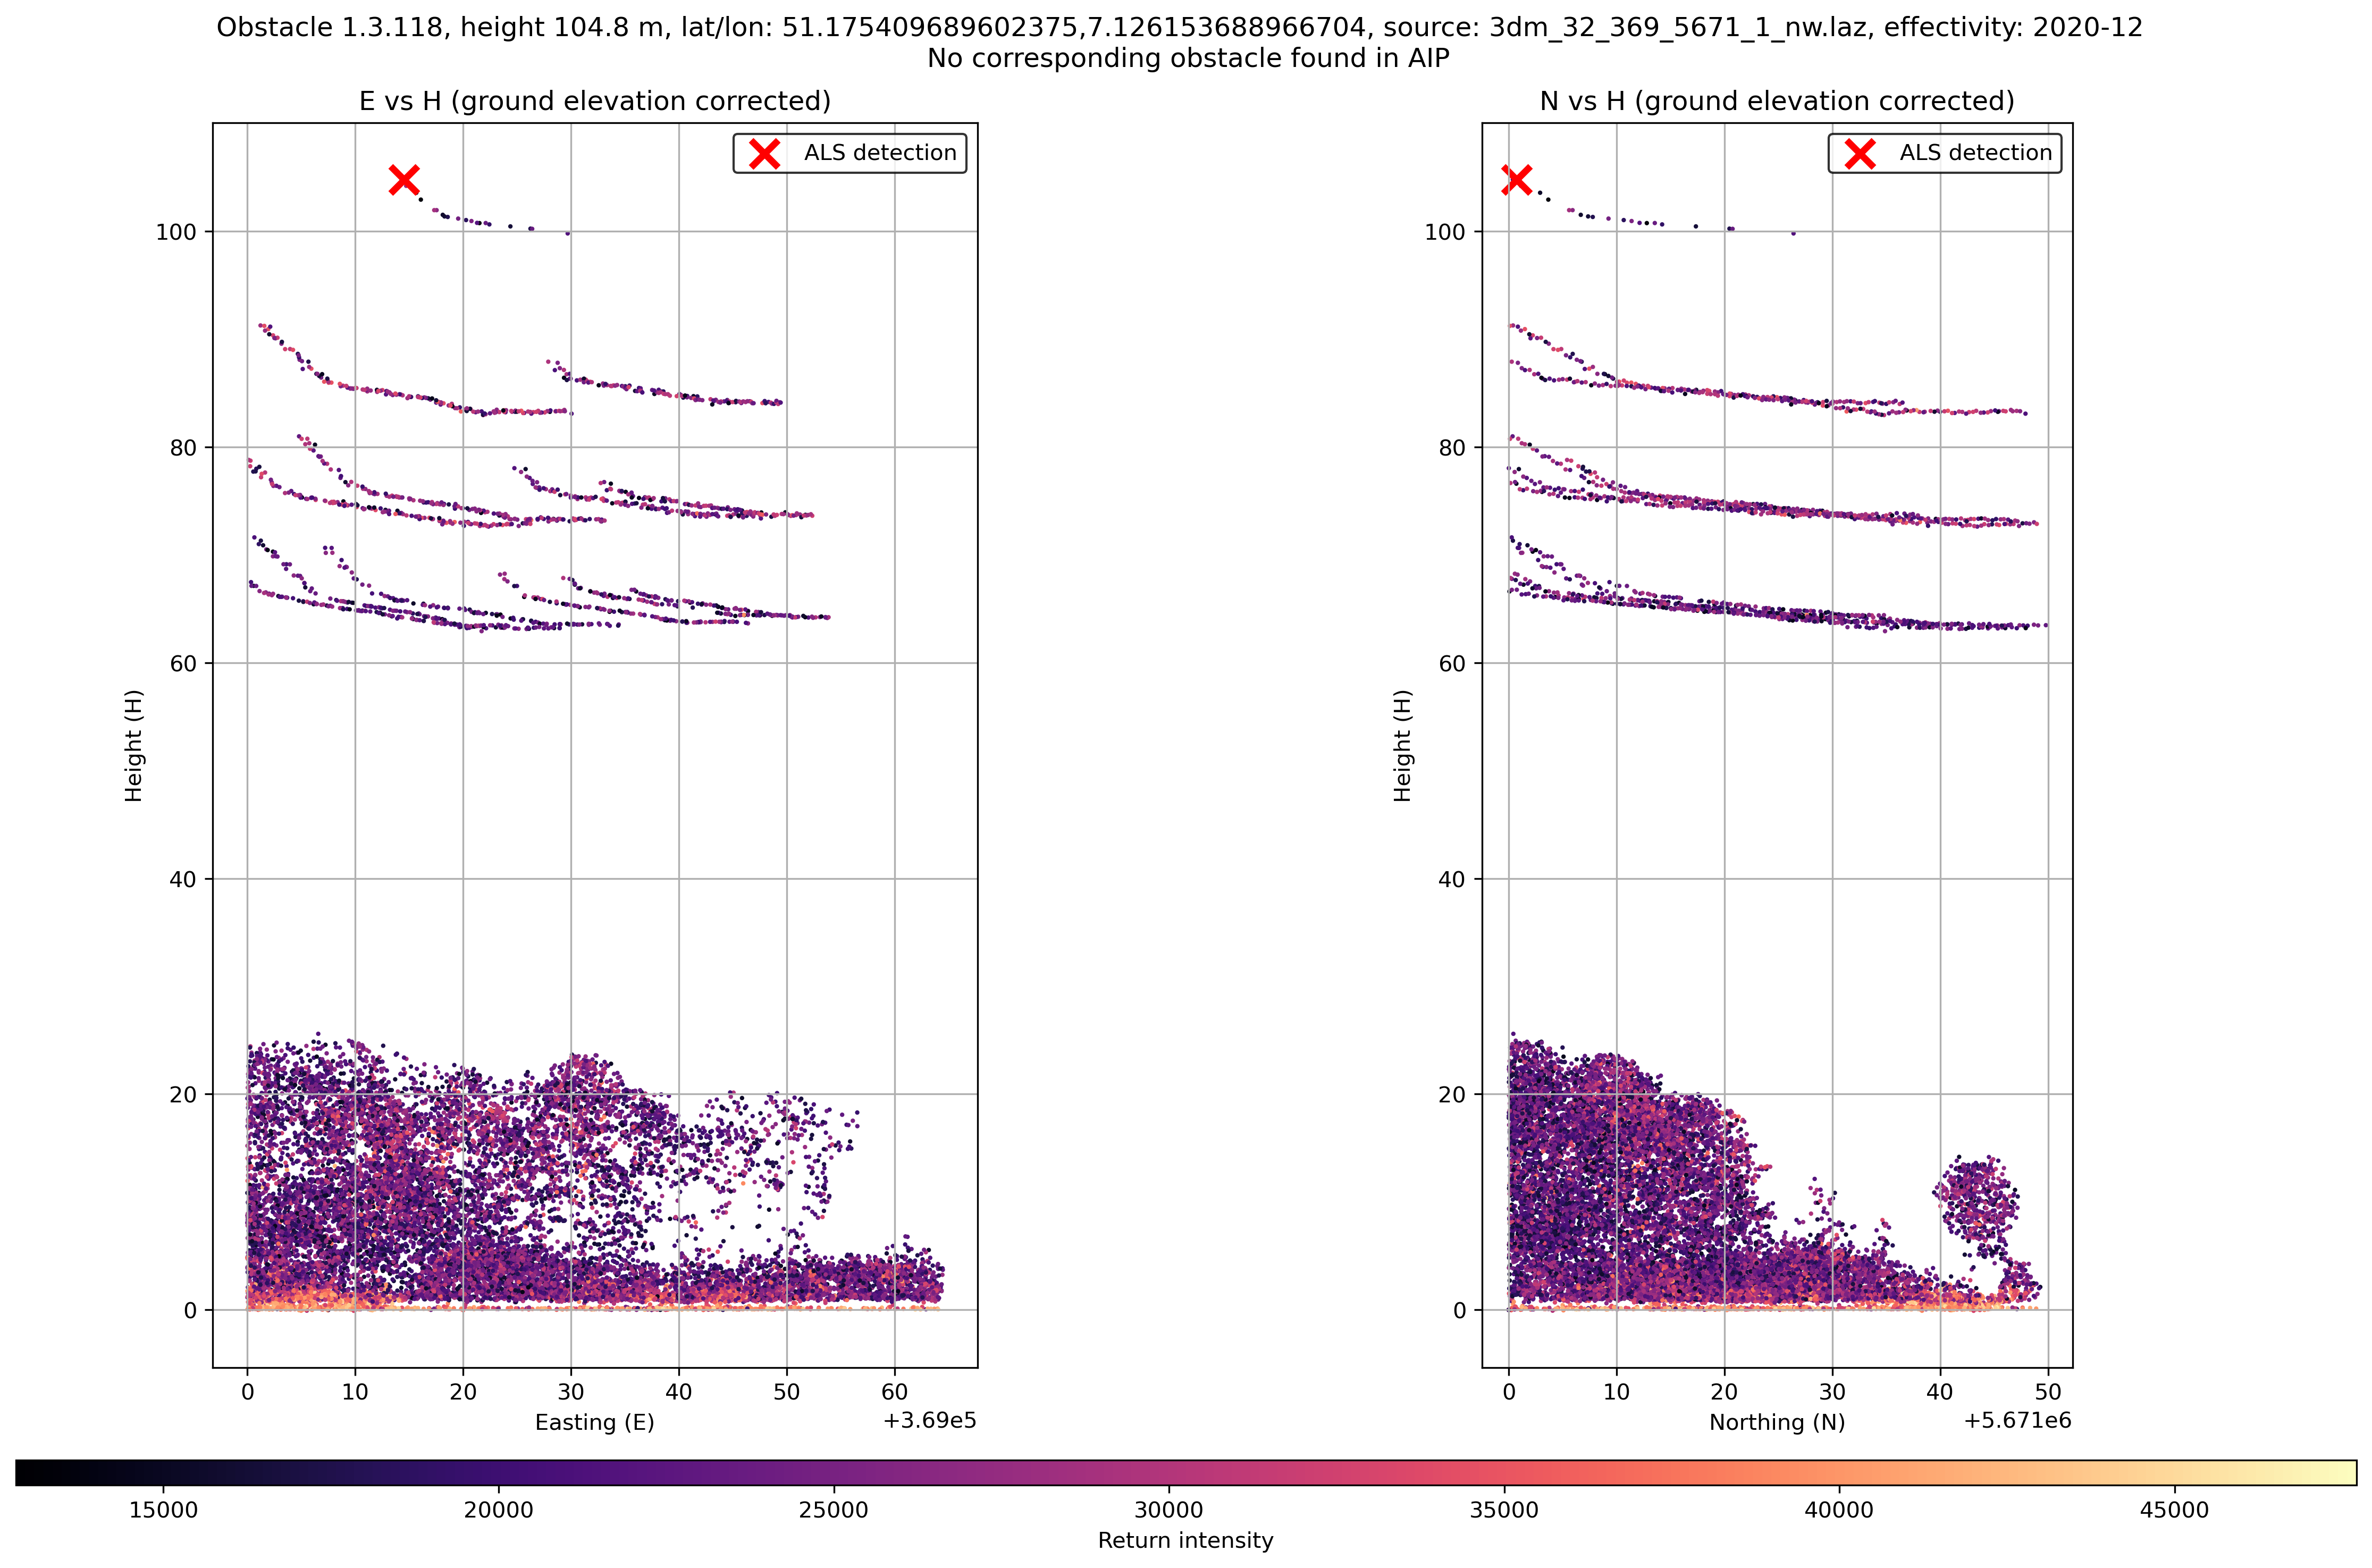 Obstacle 1.3.118, height 104.8 m, lat/lon: 51.175409689602375,7.126153688966704, source: 3dm_32_369_5671_1_nw.laz, effectivity: 2020-12
No corresponding obstacle found in AIP
E vs H (ground elevation corrected)
ALS detection
100
80
60
40
20
0
Height (H)
0 10 20 30 40 50 60
Easting (E)
+3.69e5
N vs H (ground elevation corrected)
ALS detection
100
80
60
40
20
0
Height (H)
0 10 20 30 40 50
Northing (N)
+5.671e6
15000 20000 25000 30000 35000 40000 45000
Return intensity